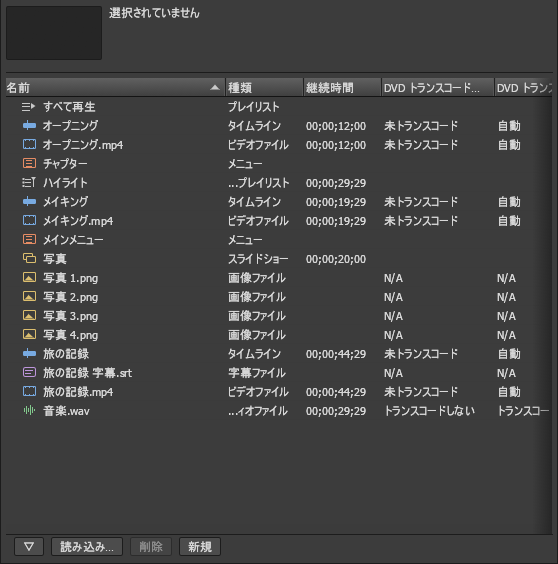 選択されていません
名前 種類 継続時間 DVD トランスコード... DVD トランス
すべて再生 プレイリスト
オープニング タイムライン 00;00;12;00 未トランスコード 自動
オープニング.mp4 ビデオファイル 00;00;12;00 未トランスコード 自動
チャプター メニュー
ハイライト ...プレイリスト 00;00;29;29
メイキング タイムライン 00;00;19;29 未トランスコード 自動
メイキング.mp4 ビデオファイル 00;00;19;29 未トランスコード 自動
メインメニュー メニュー
写真 スライドショー 00;00;20;00
写真 1.png 画像ファイル N/A N/A
写真 2.png 画像ファイル N/A N/A
写真 3.png 画像ファイル N/A N/A
写真 4.png 画像ファイル N/A N/A
旅の記録 タイムライン 00;00;44;29 未トランスコード 自動
旅の記録 字幕.srt 字幕ファイル N/A N/A
旅の記録.mp4 ビデオファイル 00;00;44;29 未トランスコード 自動
音楽.wav ...ィオファイル 00;00;29;29 トランスコードしない トランスコー
読み込み... 削除 新規